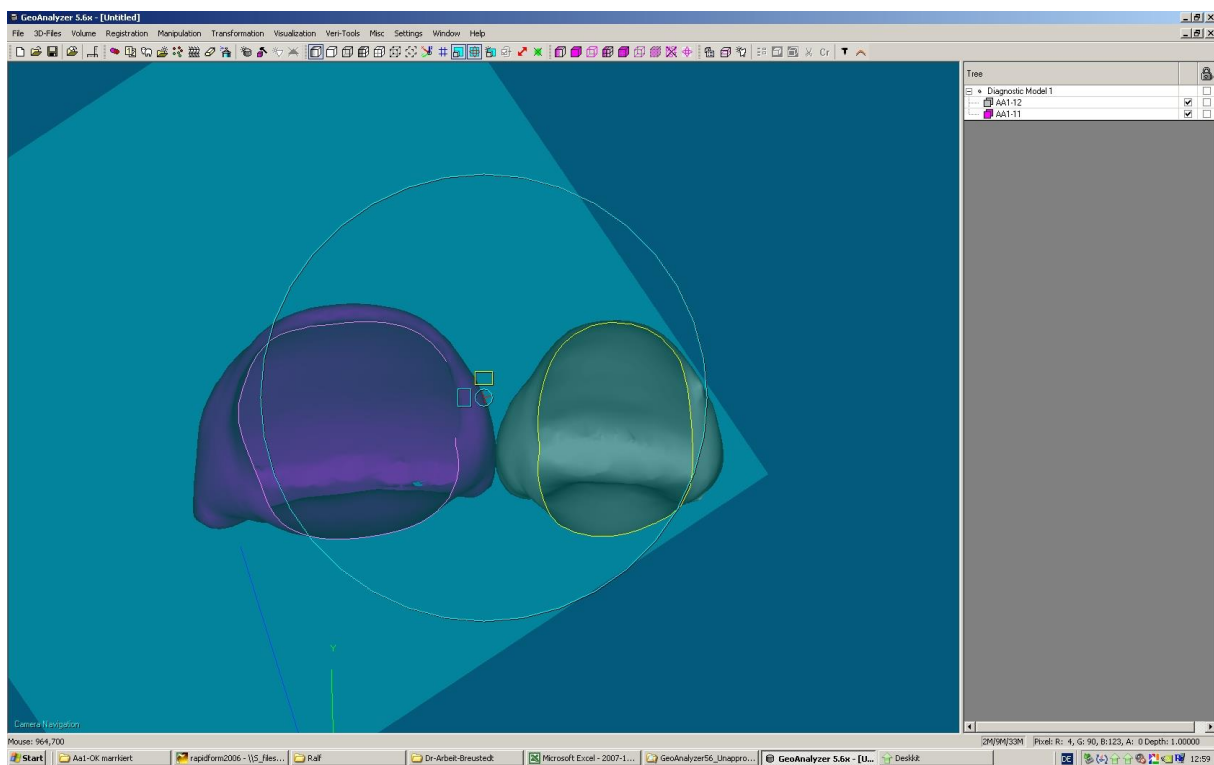 GeoAnalyzer 5.6x - [Untitled]
File 3D-Files Volume Registration Manipulation Transformation Visualization Veri-Tools Misc Settings Window Help
Cr T
Tree
Diagnostic Model 1
AA1-12
AA1-11
Y
Camera Navigation
Mouse: 964,700
2M/9M/33M Pixel: R: 4, G: 90, B:123, A: 0 Depth: 1.00000
Start Aa1-OK marrkiert rapidform2006 - \\S_files... Ralf Dr-Arbeit-Breustedt Microsoft Excel - 2007-1... GeoAnalyzer56_Unappro... GeoAnalyzer 5.6x - [U... Deskkit DE 12:59